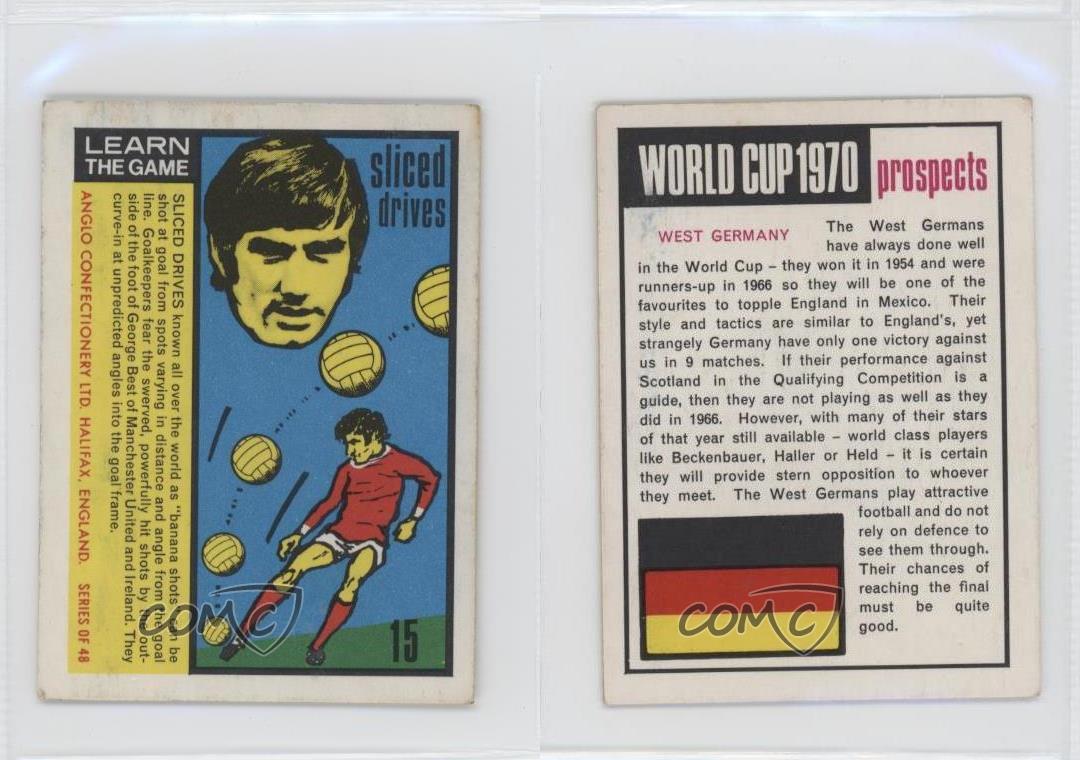 LEARN
THE GAME
sliced
drives
SLICED DRIVES known all over the world as "banana shots" can be
shot at goal from spots varying in distance and angle from the goal
line. Goalkeepers fear the swerved, powerfully hit shots by the out-
side of the foot of George Best of Manchester United and Ireland. They
curve-in at unpredicted angles into the goal frame.
ANGLO CONFECTIONERY LTD. HALIFAX, ENGLAND. SERIES OF 48
15
COMC
WORLD CUP 1970 prospects
WEST GERMANY The West Germans
have always done well
in the World Cup – they won it in 1954 and were
runners-up in 1966 so they will be one of the
favourites to topple England in Mexico. Their
style and tactics are similar to England's, yet
strangely Germany have only one victory against
us in 9 matches. If their performance against
Scotland in the Qualifying Competition is a
guide, then they are not playing as well as they
did in 1966. However, with many of their stars
of that year still available – world class players
like Beckenbauer, Haller or Held – it is certain
they will provide stern opposition to whoever
they meet. The West Germans play attractive
football and do not
rely on defence to
see them through.
Their chances of
reaching the final
must be quite
good.
COMC